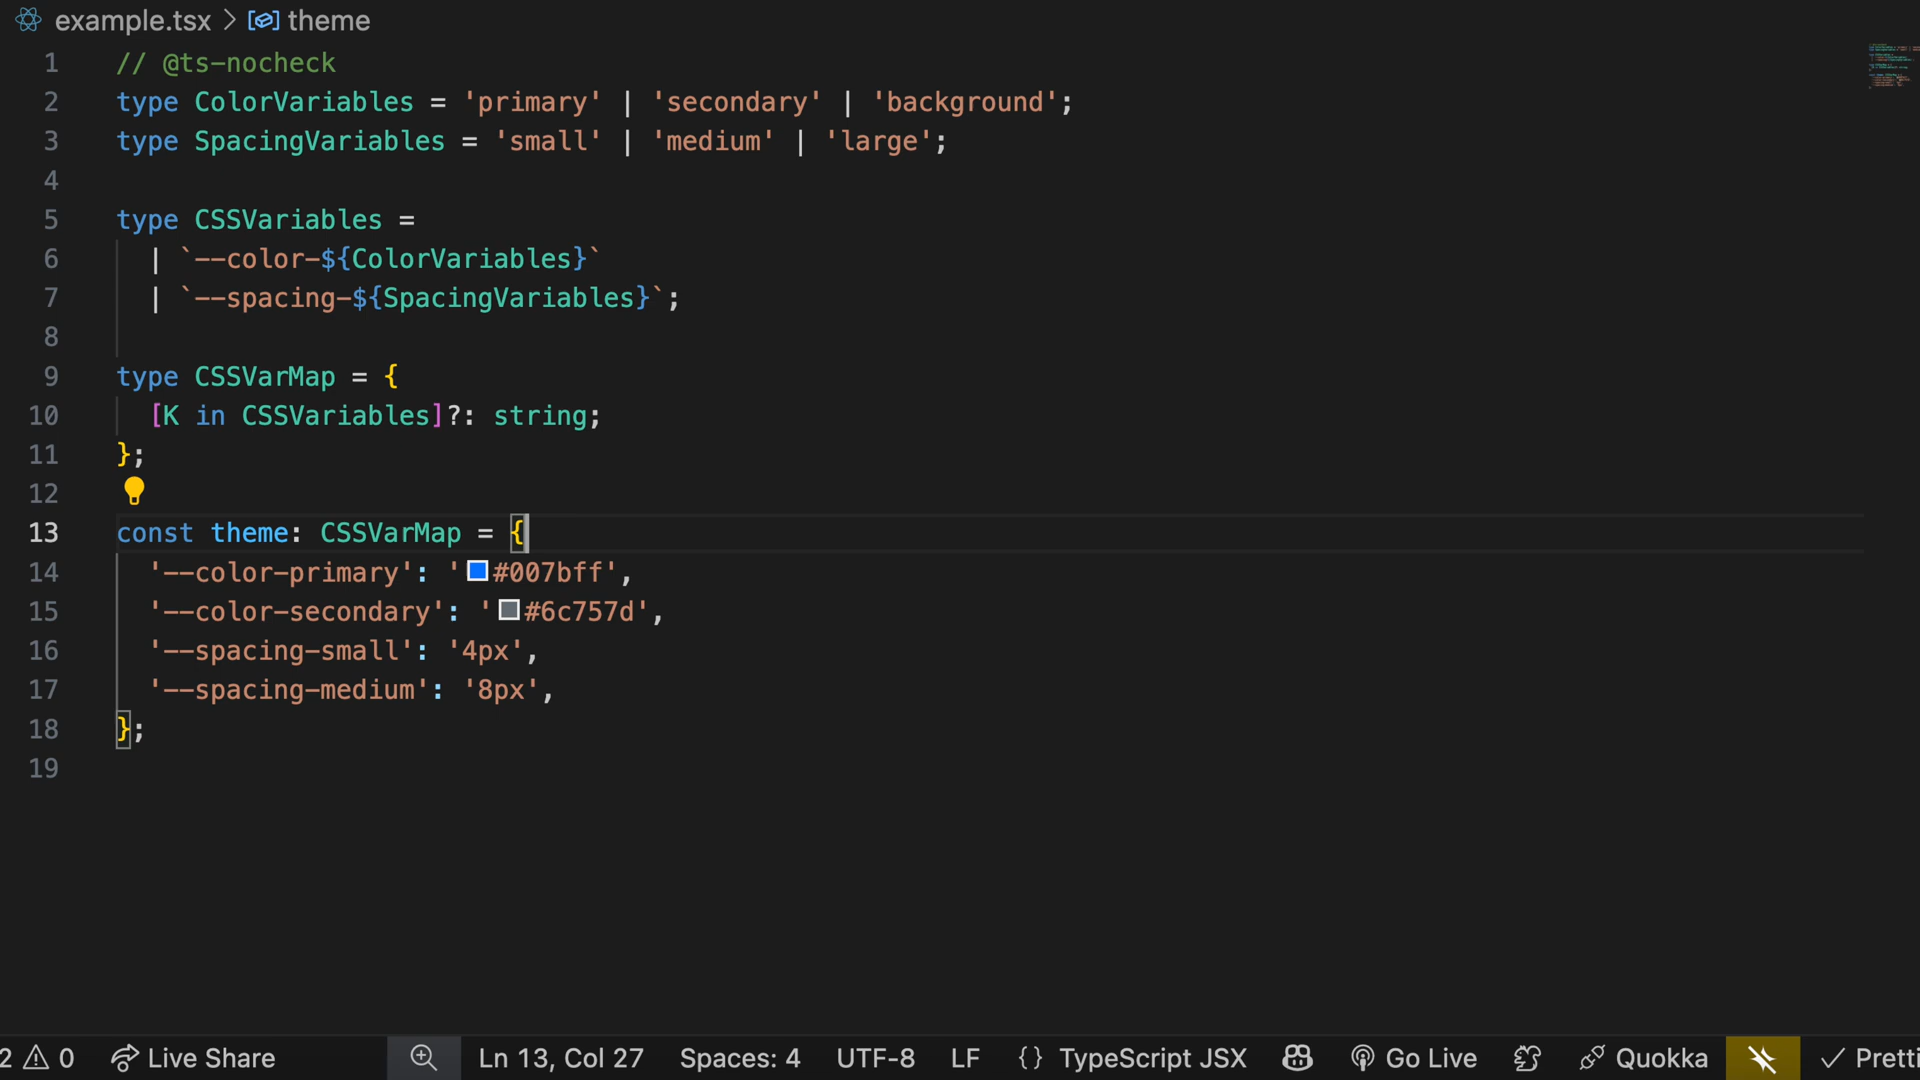 example.tsx > theme
1 // @ts-nocheck
2 type ColorVariables = 'primary' | 'secondary' | 'background';
3 type SpacingVariables = 'small' | 'medium' | 'large';
4
5 type CSSVariables =
6 | `--color-${ColorVariables}`
7 | `--spacing-${SpacingVariables}`;
8
9 type CSSVarMap = {
10 [K in CSSVariables]?: string;
11 };
12
13 const theme: CSSVarMap = {
14 '--color-primary': '#007bff',
15 '--color-secondary': '#6c757d',
16 '--spacing-small': '4px',
17 '--spacing-medium': '8px',
18 };
19
2 0 Live Share Ln 13, Col 27 Spaces: 4 UTF-8 LF {} TypeScript JSX Go Live Quokka Pretti